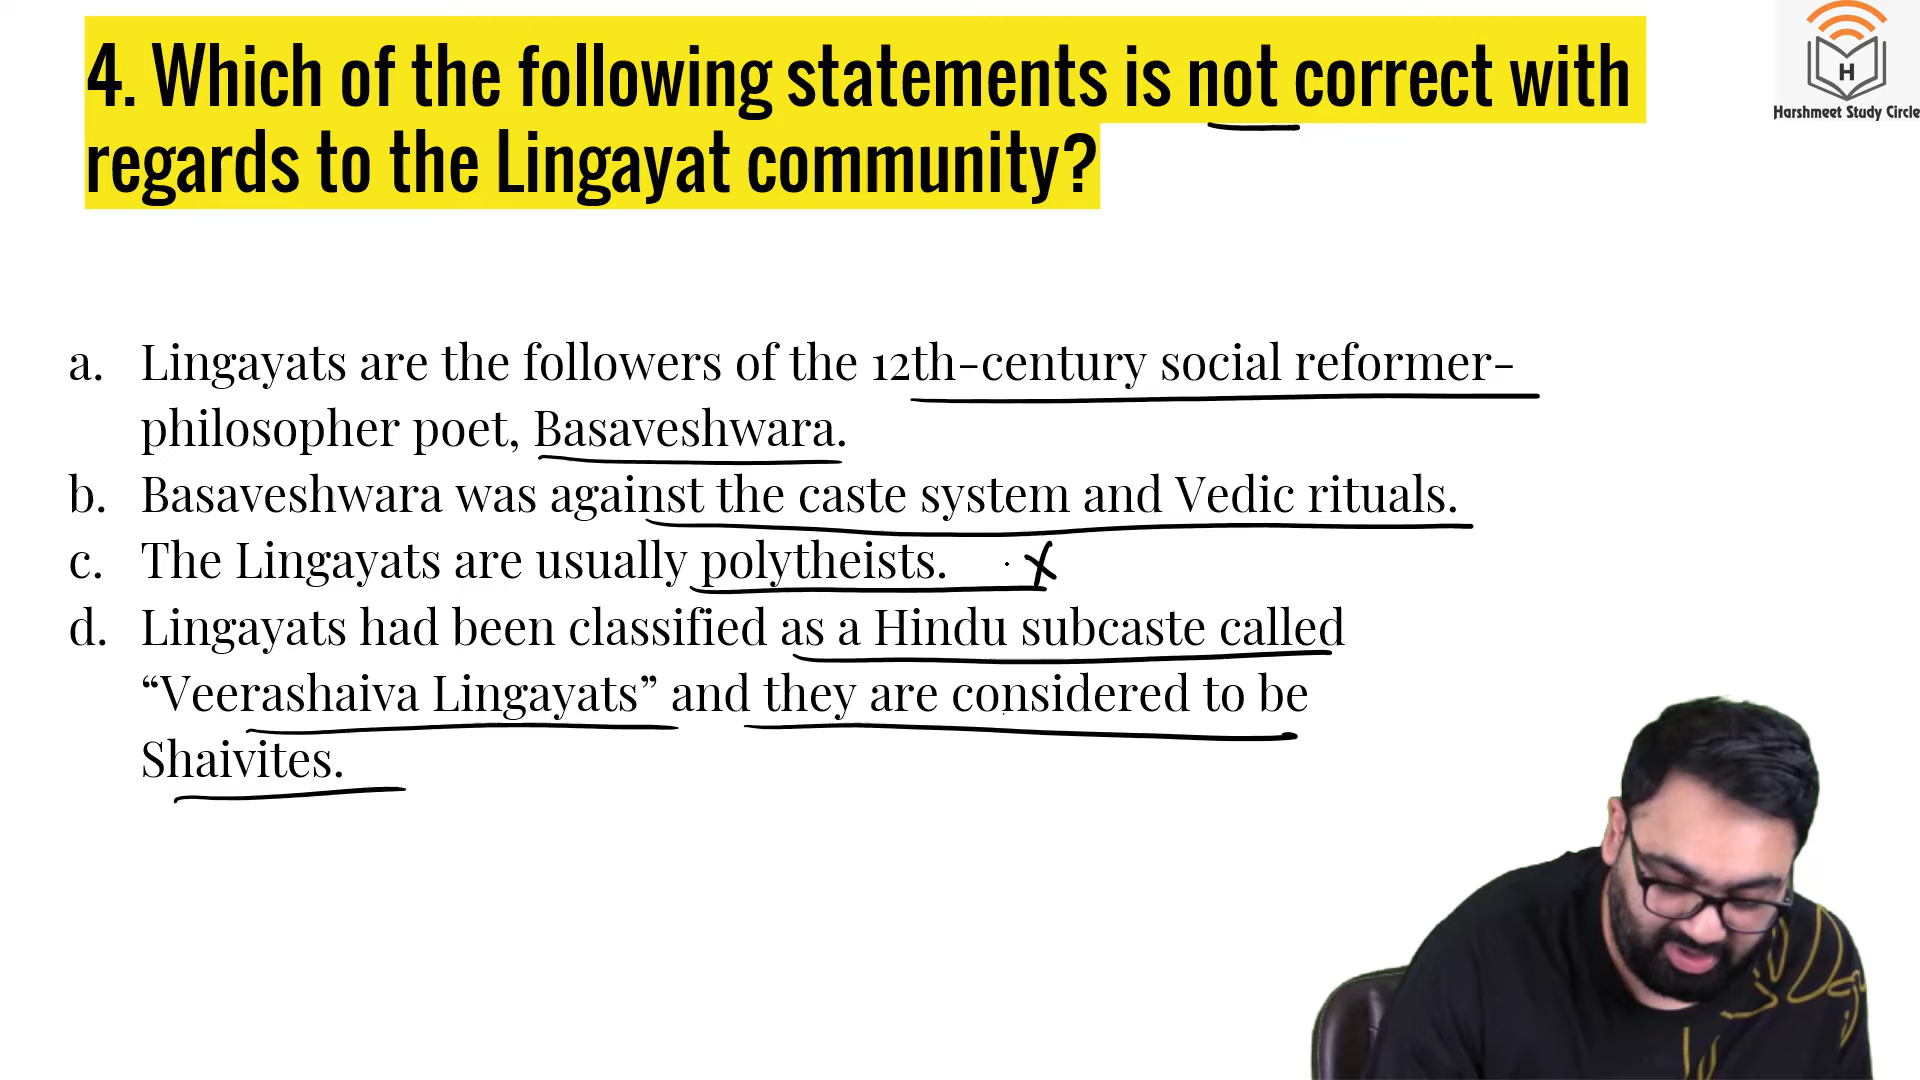 4. Which of the following statements is not correct with
regards to the Lingayat community?
H
Harshmeet Study Circle
a. Lingayats are the followers of the 12th-century social reformer-
philosopher poet, Basaveshwara.
b. Basaveshwara was against the caste system and Vedic rituals.
c. The Lingayats are usually polytheists. X
d. Lingayats had been classified as a Hindu subcaste called
“Veerashaiva Lingayats” and they are considered to be
Shaivites.